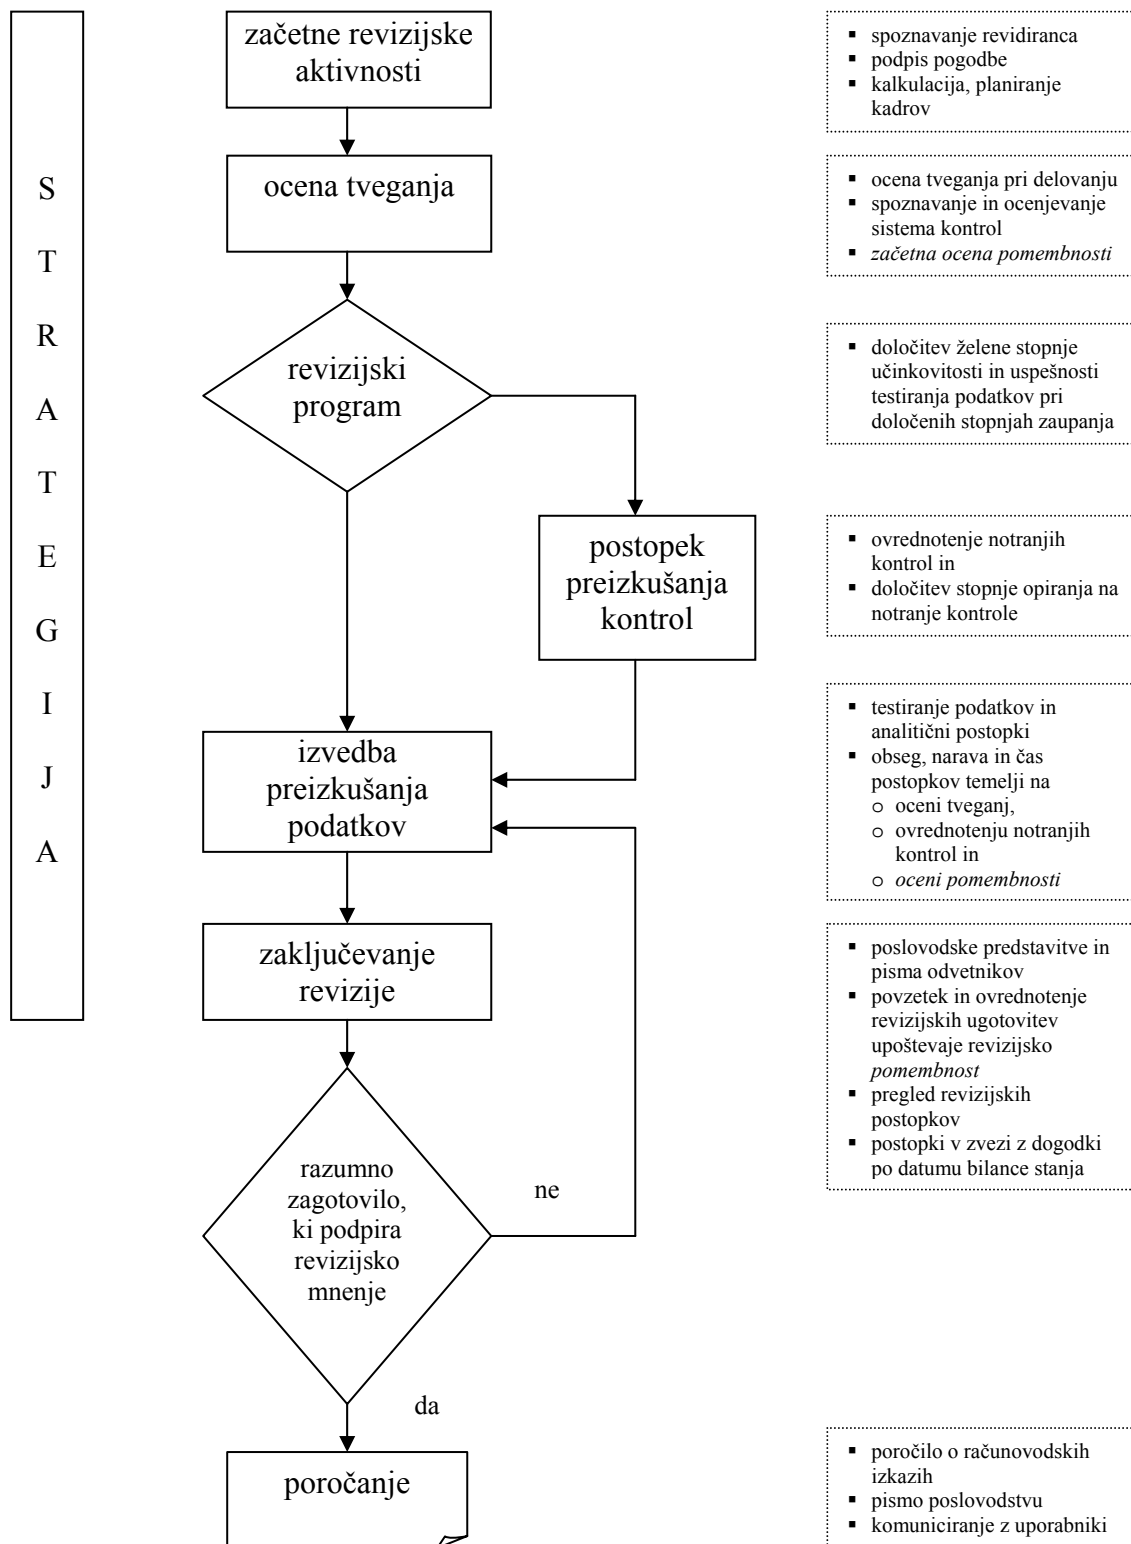 začetne revizijske
aktivnosti
▪ spoznavanje revidiranca
▪ podpis pogodbe
▪ kalkulacija, planiranje
kadrov
S
T
R
A
T
E
G
I
J
A
ocena tveganja
▪ ocena tveganja pri delovanju
▪ spoznavanje in ocenjevanje
sistema kontrol
▪ začetna ocena pomembnosti
revizijski
program
▪ določitev želene stopnje
učinkovitosti in uspešnosti
testiranja podatkov pri
določenih stopnjah zaupanja
postopek
preizkušanja
kontrol
▪ ovrednotenje notranjih
kontrol in
▪ določitev stopnje opiranja na
notranje kontrole
izvedba
preizkušanja
podatkov
▪ testiranje podatkov in
analitični postopki
▪ obseg, narava in čas
postopkov temelji na
o oceni tveganj,
o ovrednotenju notranjih
kontrol in
o oceni pomembnosti
zaključevanje
revizije
▪ poslovodske predstavitve in
pisma odvetnikov
▪ povzetek in ovrednotenje
revizijskih ugotovitev
upoštevaje revizijsko
pomembnost
▪ pregled revizijskih
postopkov
▪ postopki v zvezi z dogodki
po datumu bilance stanja
razumno
zagotovilo,
ki podpira
revizijsko
mnenje
ne
da
poročanje
▪ poročilo o računovodskih
izkazih
▪ pismo poslovodstvu
▪ komuniciranje z uporabniki